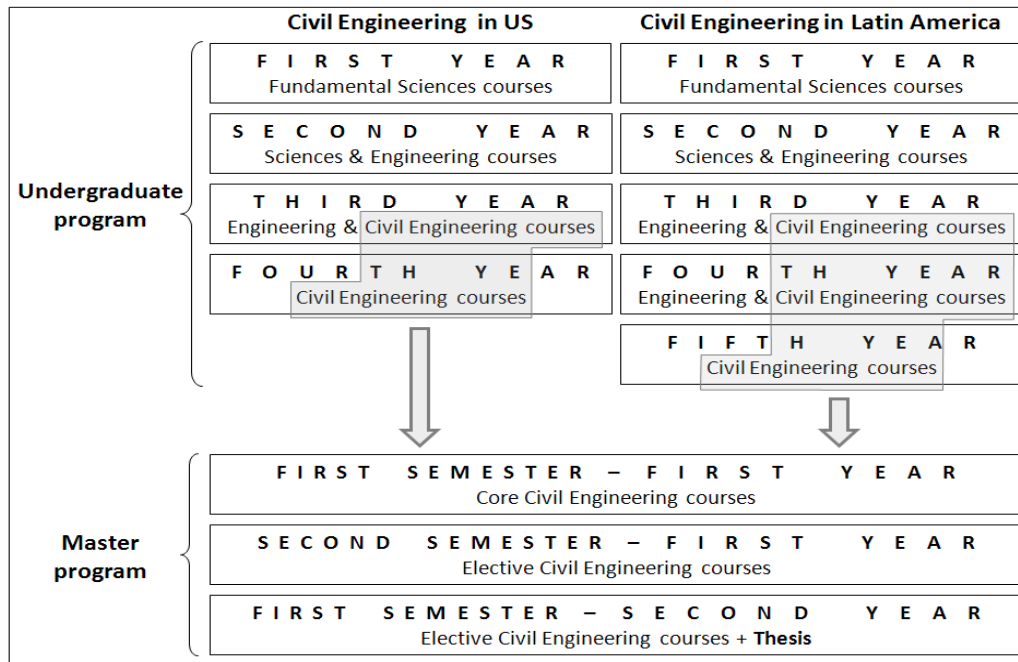 Civil Engineering in US
Civil Engineering in Latin America
Undergraduate
program
FIRST YEAR
Fundamental Sciences courses
SECOND YEAR
Sciences & Engineering courses
THIRD YEAR
Engineering & Civil Engineering courses
FOURTH YEAR
Civil Engineering courses
FIRST YEAR
Fundamental Sciences courses
SECOND YEAR
Sciences & Engineering courses
THIRD YEAR
Engineering & Civil Engineering courses
FOURTH YEAR
Engineering & Civil Engineering courses
FIFTH YEAR
Civil Engineering courses
Master
program
FIRST SEMESTER – FIRST YEAR
Core Civil Engineering courses
SECOND SEMESTER – FIRST YEAR
Elective Civil Engineering courses
FIRST SEMESTER – SECOND YEAR
Elective Civil Engineering courses + Thesis